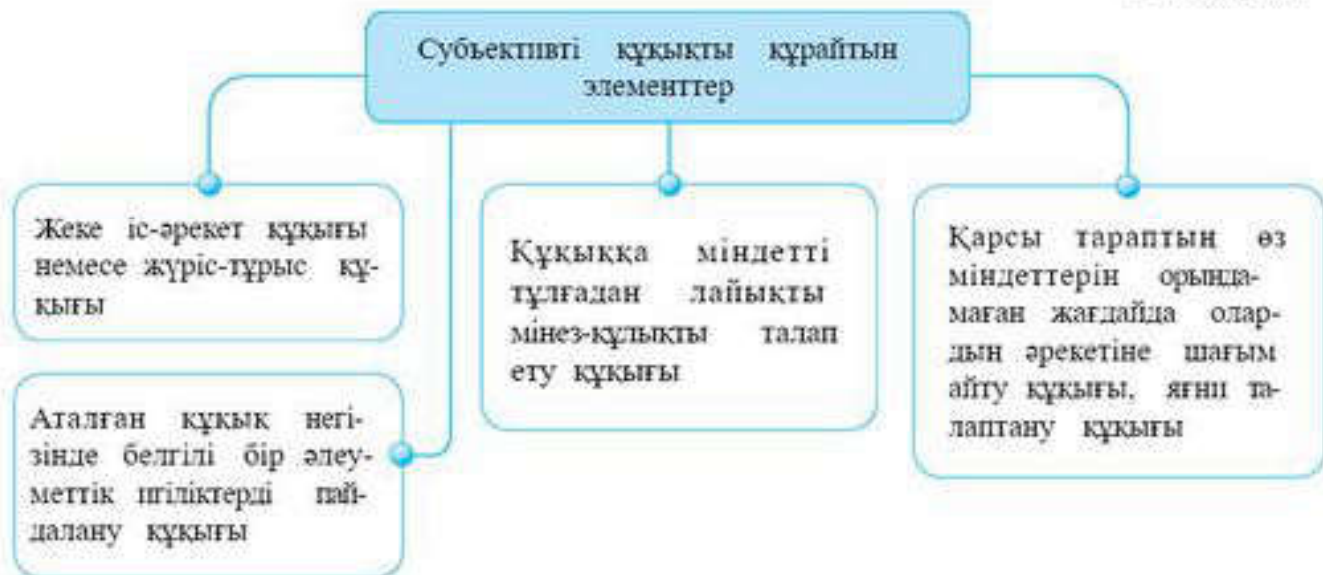 Субъективті құқықты құрайтын
элементтер
Жеке іс-әрекет құқығы
немесе жүріс-тұрыс құ-
қығы
Аталған құқық негі-
зінде белгілі бір әлеу-
меттік игіліктерді пай-
далану құқығы
Құқыққа міндетті
тұлғадан лайықты
мінез-құлықты талап
ету құқығы
Қарсы тараптың өз
міндеттерін орында-
маған жағдайда олар-
дың әрекетіне шағым
айту құқығы, яғни та-
лаптану құқығы